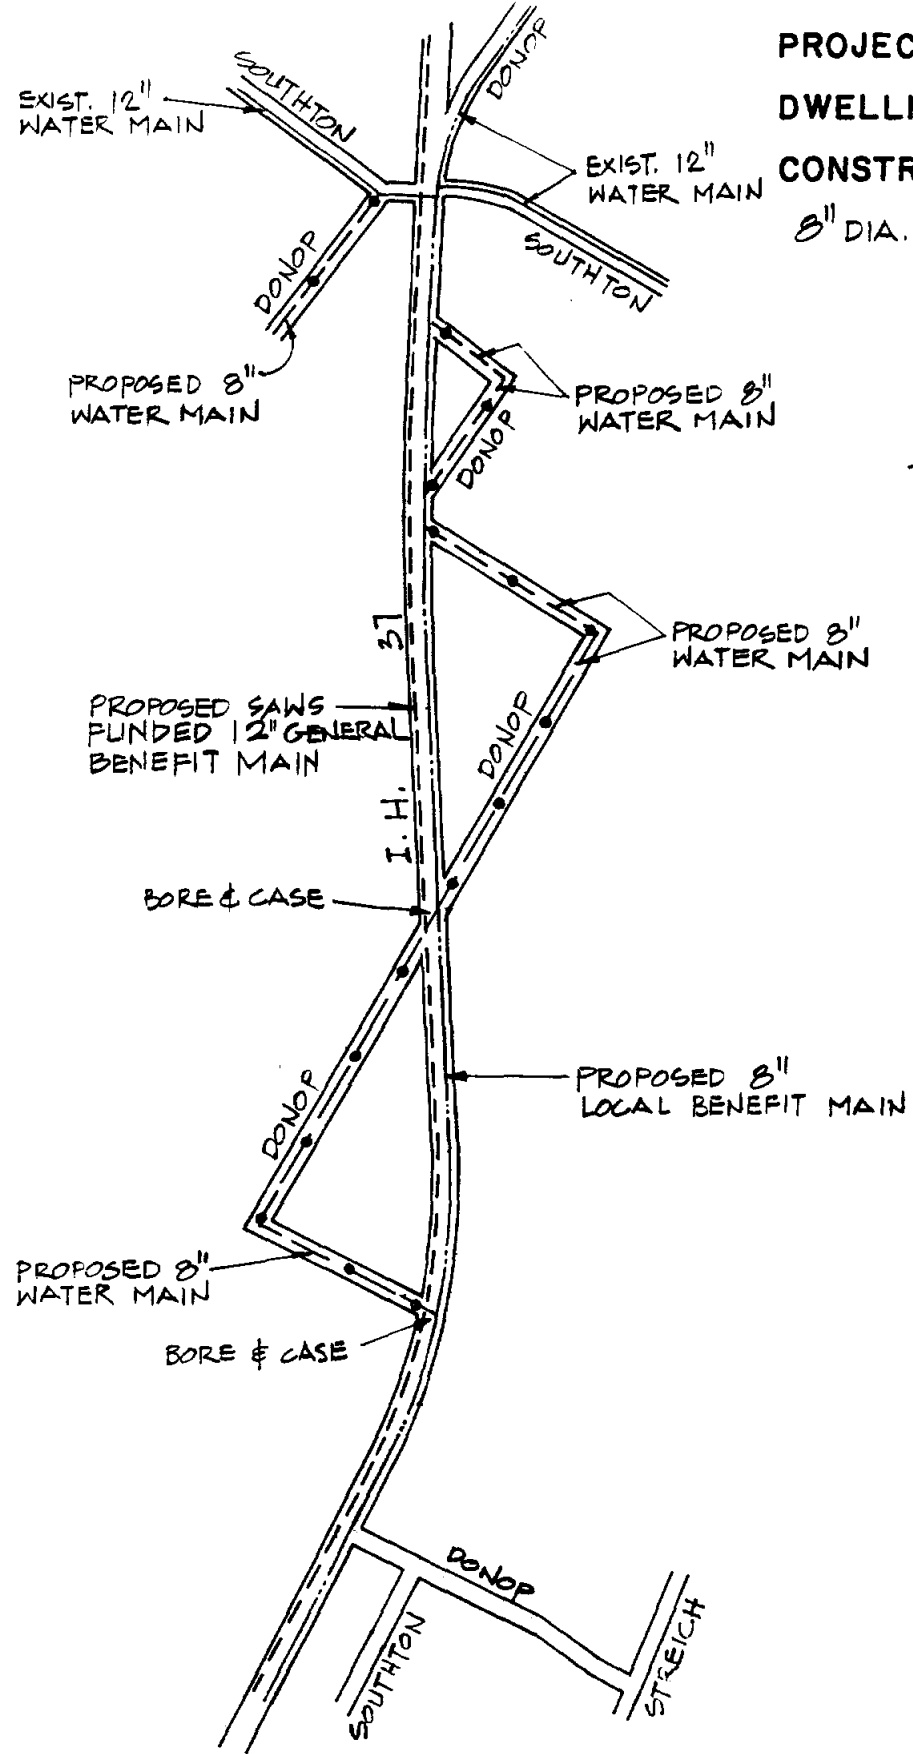 PROJEC
DWELLI
CONSTR
8" DIA.
DONOP
SOUTHTON
EXIST. 12"
WATER MAIN
EXIST. 12"
WATER MAIN
SOUTHTON
DONOP
PROPOSED 8"
WATER MAIN
PROPOSED 8"
WATER MAIN
DONOP
I. H. 37
PROPOSED 8"
WATER MAIN
PROPOSED SAWS
FUNDED 12" GENERAL
BENEFIT MAIN
DONOP
BORE & CASE
PROPOSED 8"
LOCAL BENEFIT MAIN
DONOP
PROPOSED 8"
WATER MAIN
BORE & CASE
DONOP
SOUTHTON
STREICH